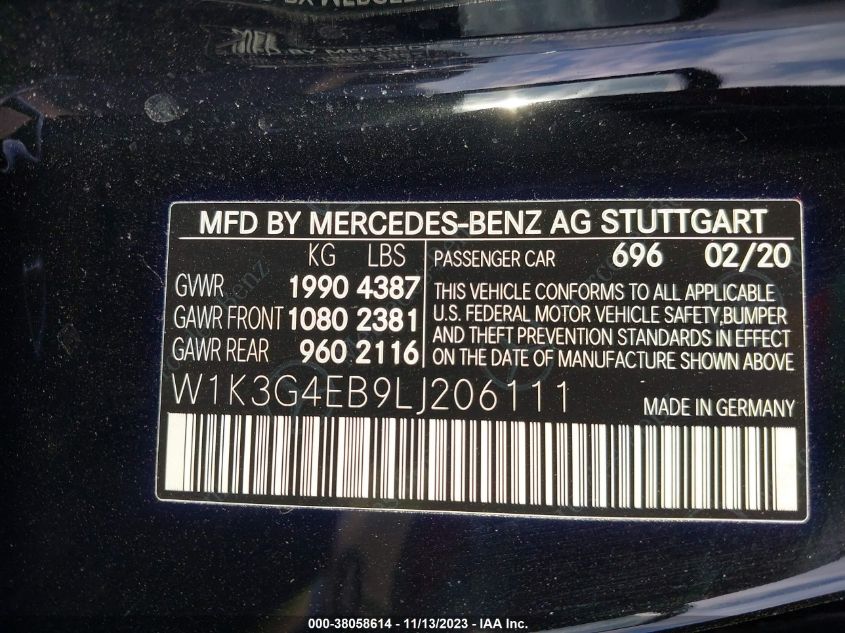 MFD BY MERCEDES-BENZ AG STUTTGART
KG LBS
GVWR 1990 4387
GAWR FRONT 1080 2381
GAWR REAR 960 2116
PASSENGER CAR 696 02/20
THIS VEHICLE CONFORMS TO ALL APPLICABLE
U.S. FEDERAL MOTOR VEHICLE SAFETY,BUMPER
AND THEFT PREVENTION STANDARDS IN EFFECT
ON THE DATE OF MANUFACTURE SHOWN ABOVE
W1K3G4EB9LJ206111
MADE IN GERMANY
000-38058614 - 11/13/2023 - IAA Inc.